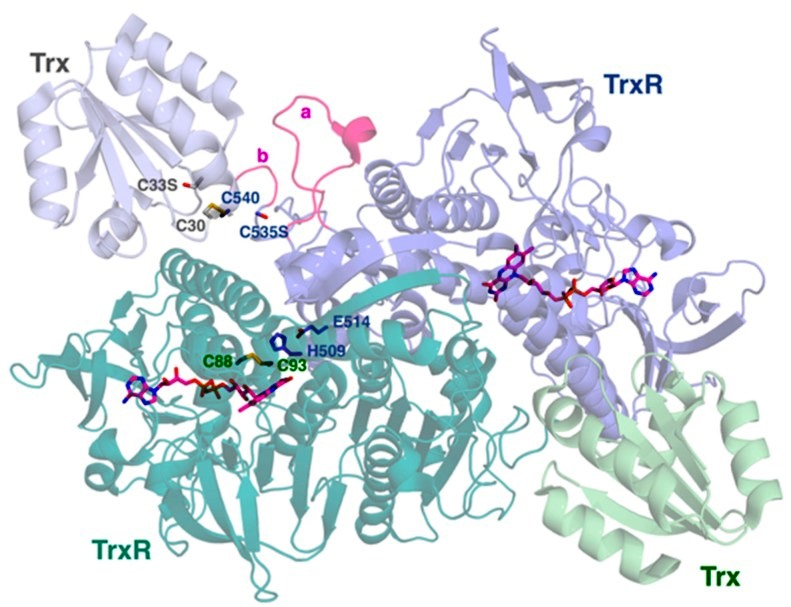 Trx
a
TrxR
b
C33S
C540
C30
C535S
E514
H509
C88
C93
TrxR
Trx